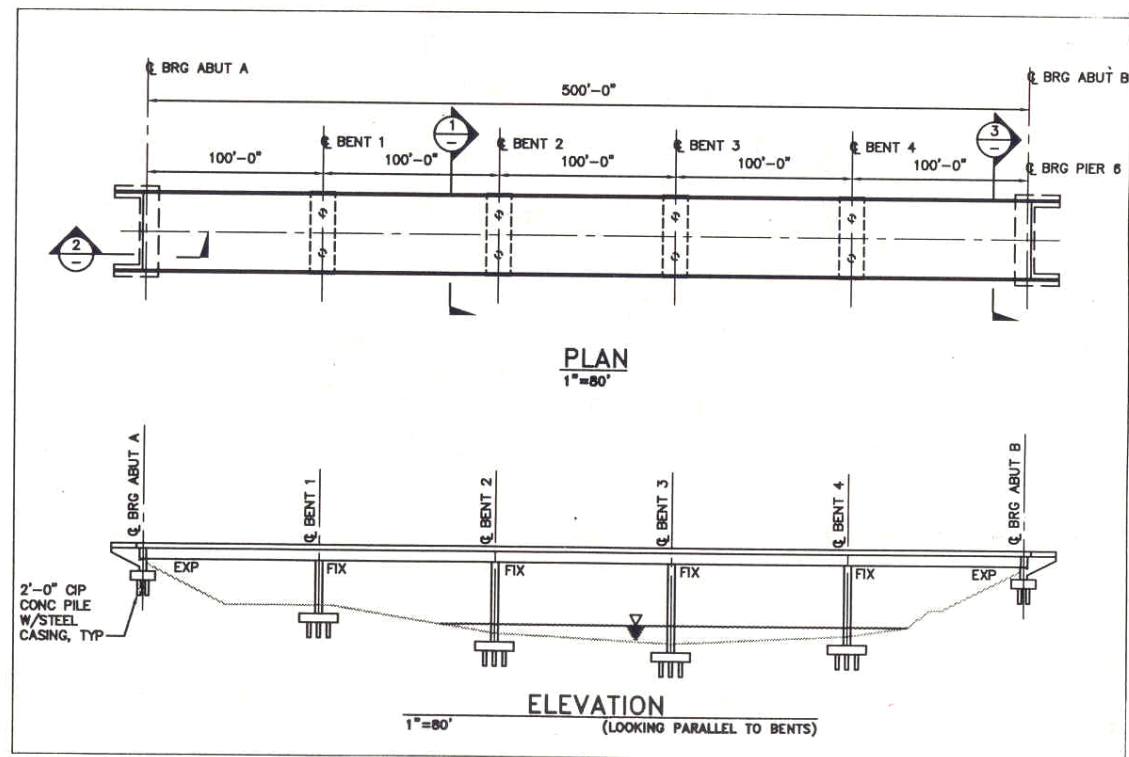 ℄ BRG ABUT A
℄ BRG ABUT B
500'-0"
1
-
3
-
℄ BENT 1
℄ BENT 2
℄ BENT 3
℄ BENT 4
100'-0"
100'-0"
100'-0"
100'-0"
100'-0"
℄ BRG PIER 6
2
-
PLAN
1"=80'
℄ BRG ABUT A
℄ BENT 1
℄ BENT 2
℄ BENT 3
℄ BENT 4
℄ BRG ABUT B
EXP
FIX
FIX
FIX
FIX
EXP
2'-0" CIP
CONC PILE
W/STEEL
CASING, TYP
ELEVATION
1"=80'
(LOOKING PARALLEL TO BENTS)